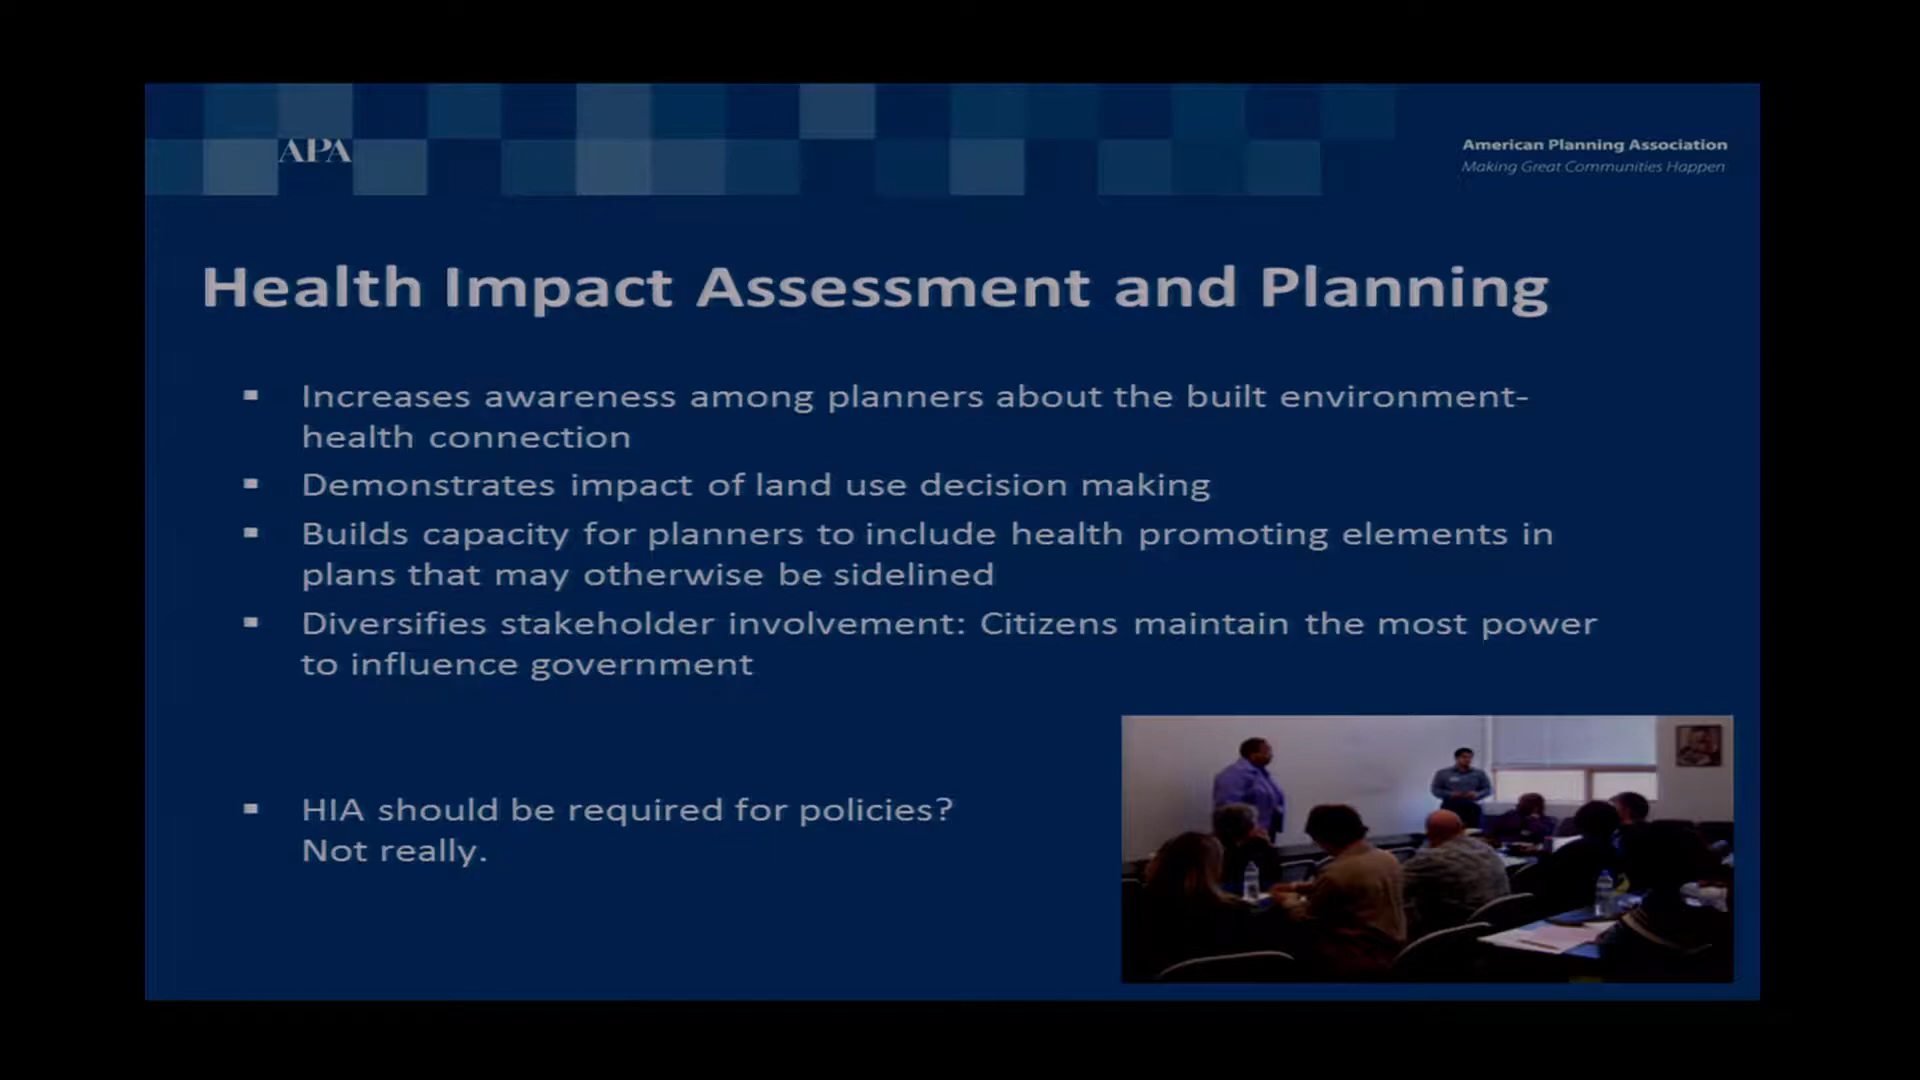 APA
American Planning Association
Making Great Communities Happen
Health Impact Assessment and Planning
▪ Increases awareness among planners about the built environment-
health connection
▪ Demonstrates impact of land use decision making
▪ Builds capacity for planners to include health promoting elements in
plans that may otherwise be sidelined
▪ Diversifies stakeholder involvement: Citizens maintain the most power
to influence government
▪ HIA should be required for policies?
Not really.